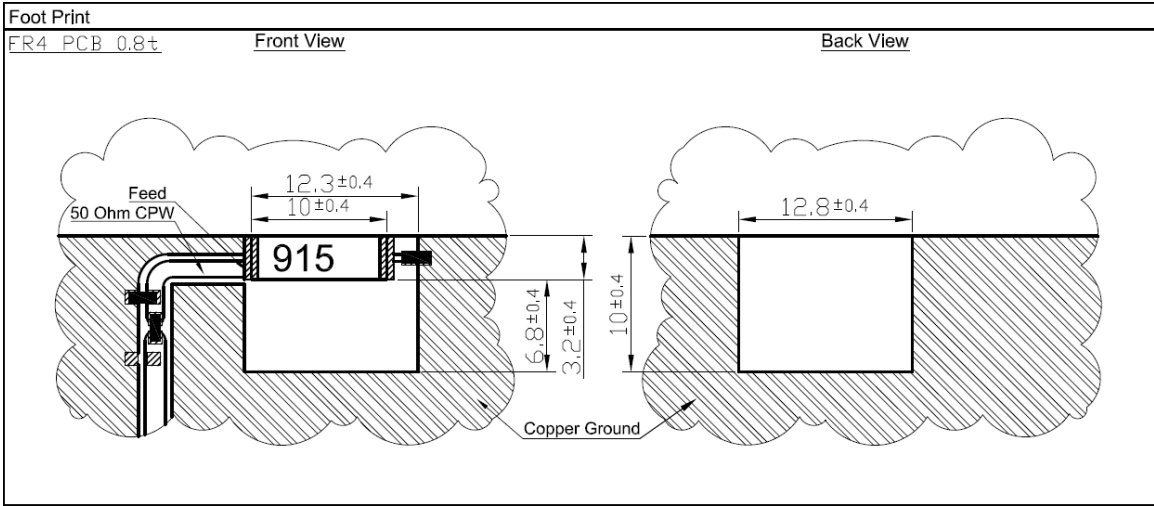 Foot Print
FR4 PCB 0.8t
Front View
Back View
12.3±0.4
10±0.4
Feed
50 Ohm CPW
915
6.8±0.4
3.2±0.4
12.8±0.4
10±0.4
Copper Ground